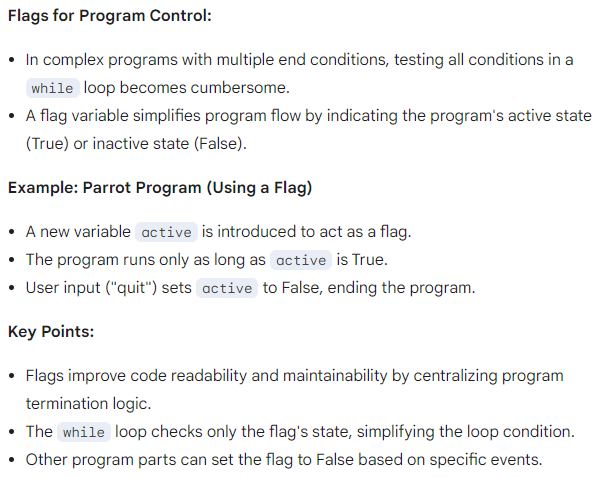 Flags for Program Control:
• In complex programs with multiple end conditions, testing all conditions in a
while loop becomes cumbersome.
• A flag variable simplifies program flow by indicating the program's active state
(True) or inactive state (False).
Example: Parrot Program (Using a Flag)
• A new variable active is introduced to act as a flag.
• The program runs only as long as active is True.
• User input ("quit") sets active to False, ending the program.
Key Points:
• Flags improve code readability and maintainability by centralizing program
termination logic.
• The while loop checks only the flag's state, simplifying the loop condition.
• Other program parts can set the flag to False based on specific events.